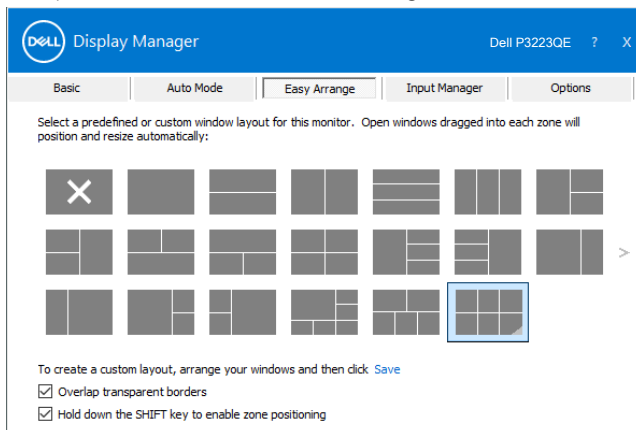 DELL Display Manager
Dell P3223QE ? X
Basic Auto Mode Easy Arrange Input Manager Options
Select a predefined or custom window layout for this monitor. Open windows dragged into each zone will
position and resize automatically:
>
To create a custom layout, arrange your windows and then click Save
Overlap transparent borders
Hold down the SHIFT key to enable zone positioning